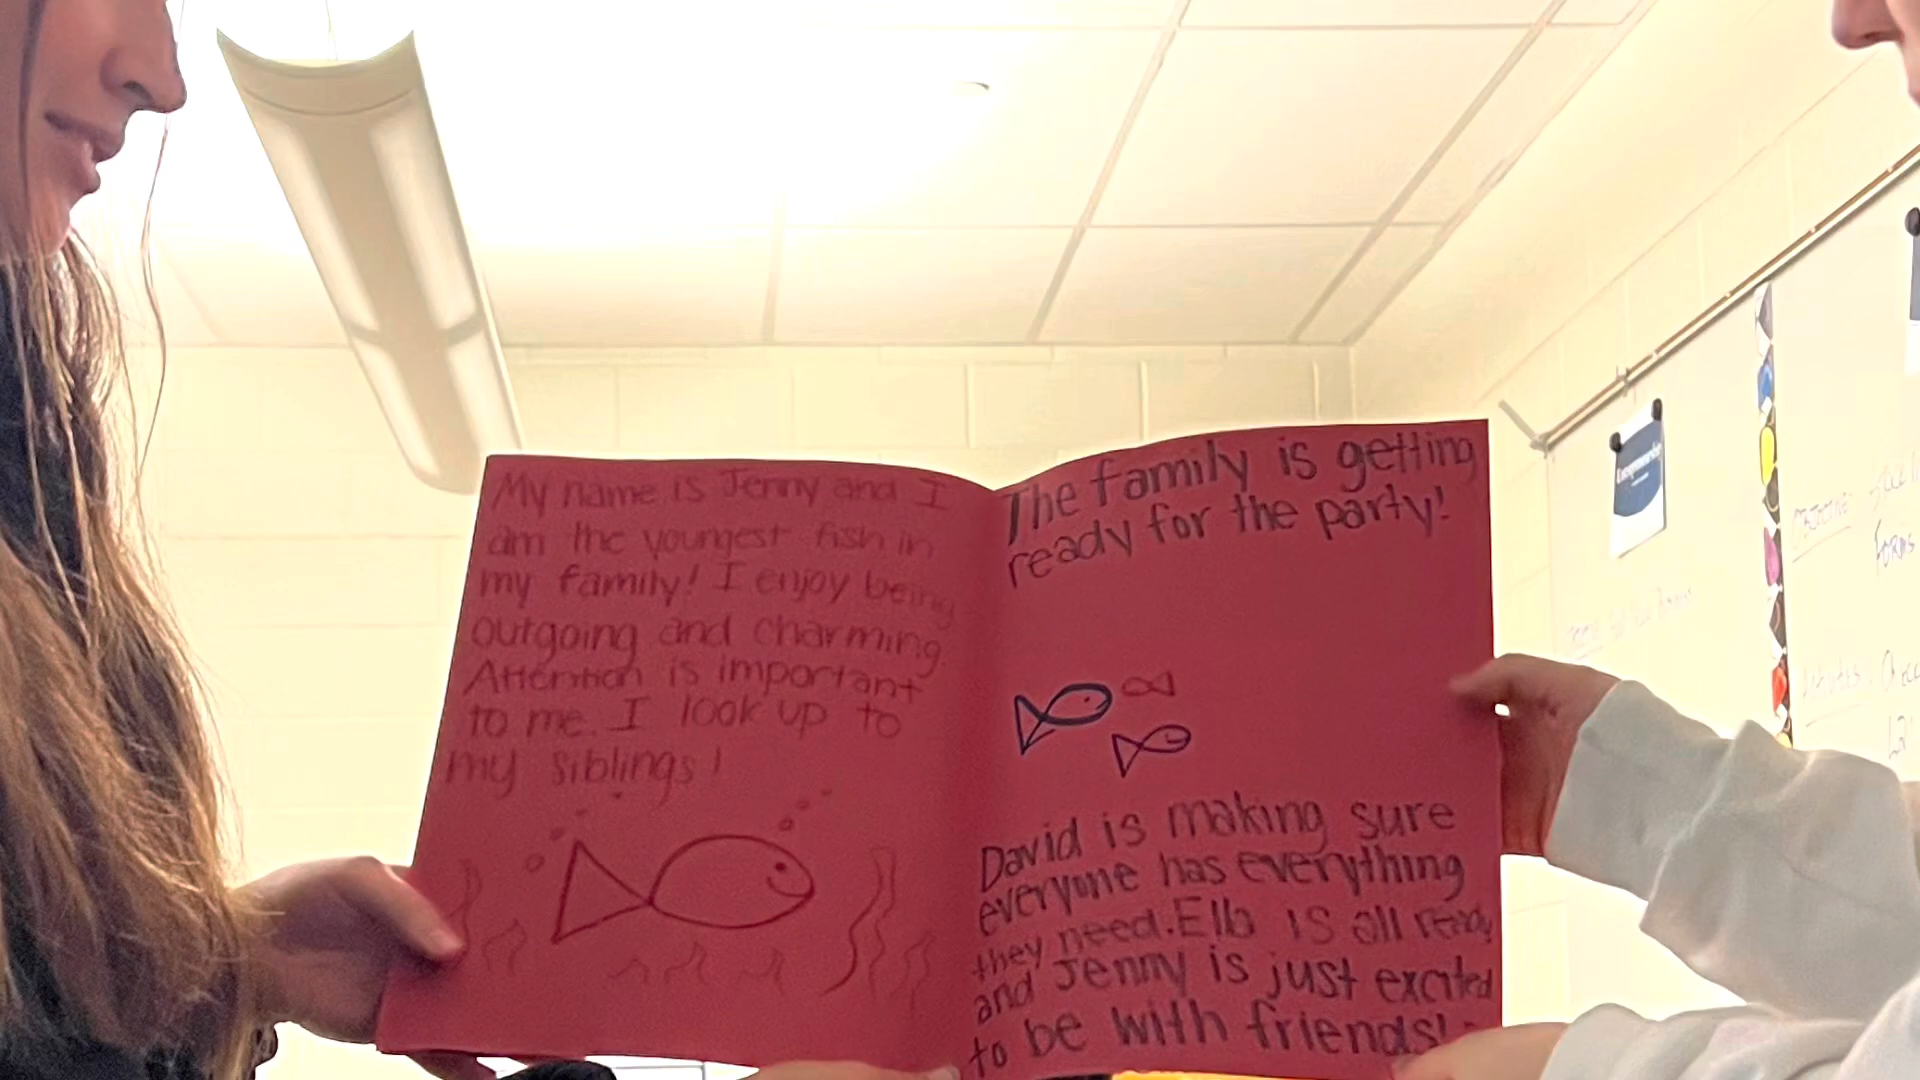 My name is Jenny and I
am the youngest fish in
my family! I enjoy being
outgoing and charming.
Attention is important
to me. I look up to
my siblings!
The family is getting
ready for the party!
David is making sure
everyone has everything
they need. Ella is all ready
and Jenny is just excited
to be with friends!
Entrepreneurship
OBJECTIVE:
Forms